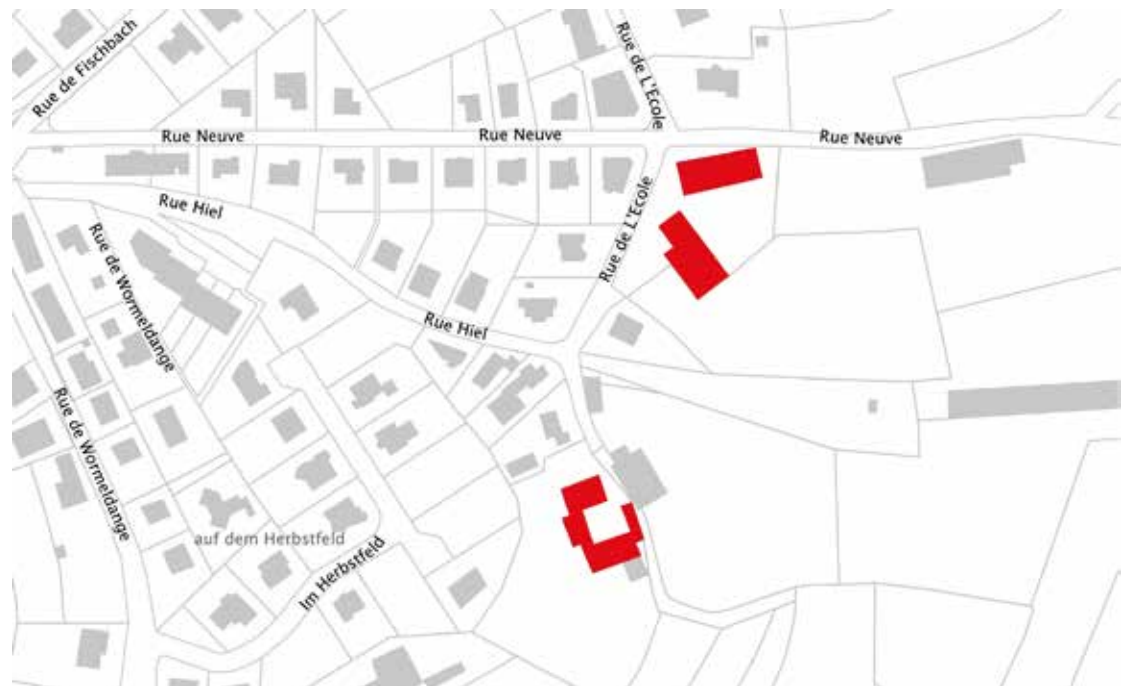 Rue de Fischbach
Rue de L'Ecole
Rue Neuve
Rue Neuve
Rue Neuve
Rue Hiel
Rue de L'Ecole
Rue de Wormeldange
Rue Hiel
Rue de Wormeldange
auf dem Herbstfeld
Im Herbstfeld